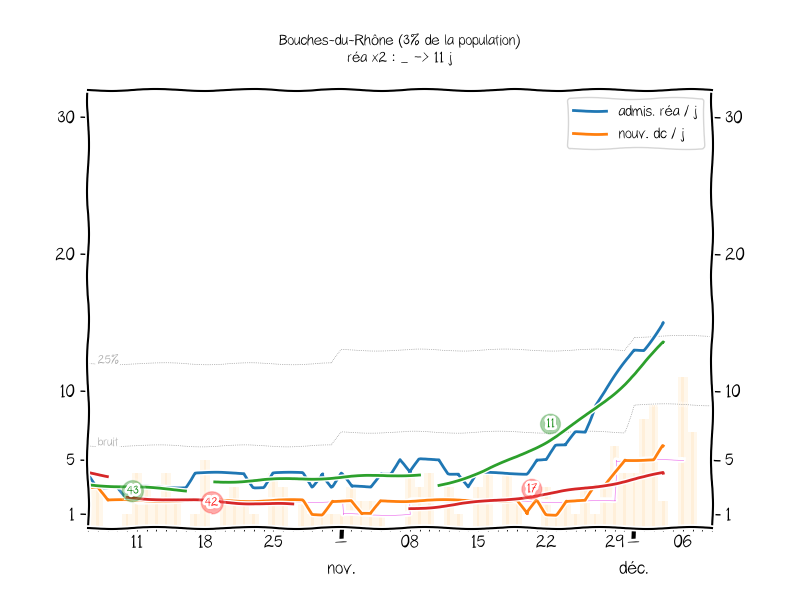 Bouches-du-Rhône (3% de la population)
réa x2 : _ -> 11 j
admis. réa / j
nouv. dc / j
30 30
20 20
25%
10 10
bruit
5 5
1 1
43
42
11
17
11 18 25 08 15 22 29 06
nov. déc.